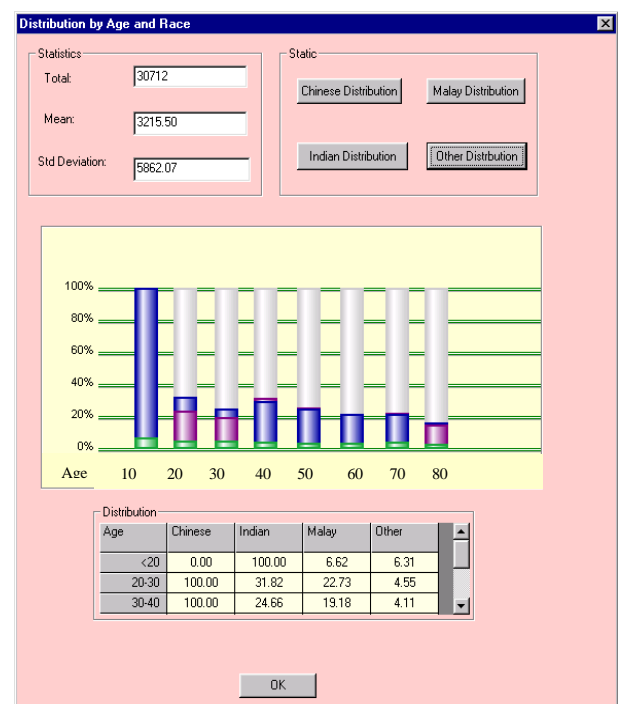 Distribution by Age and Race
Statistics
Total: 30712
Mean: 3215.50
Std Deviation: 5862.07
Static
Chinese Distribution Malay Distribution
Indian Distribution Other Distrbution
100%
80%
60%
40%
20%
0%
Age 10 20 30 40 50 60 70 80
Distribution
Age Chinese Indian Malay Other
<20 0.00 100.00 6.62 6.31
20-30 100.00 31.82 22.73 4.55
30-40 100.00 24.66 19.18 4.11
OK